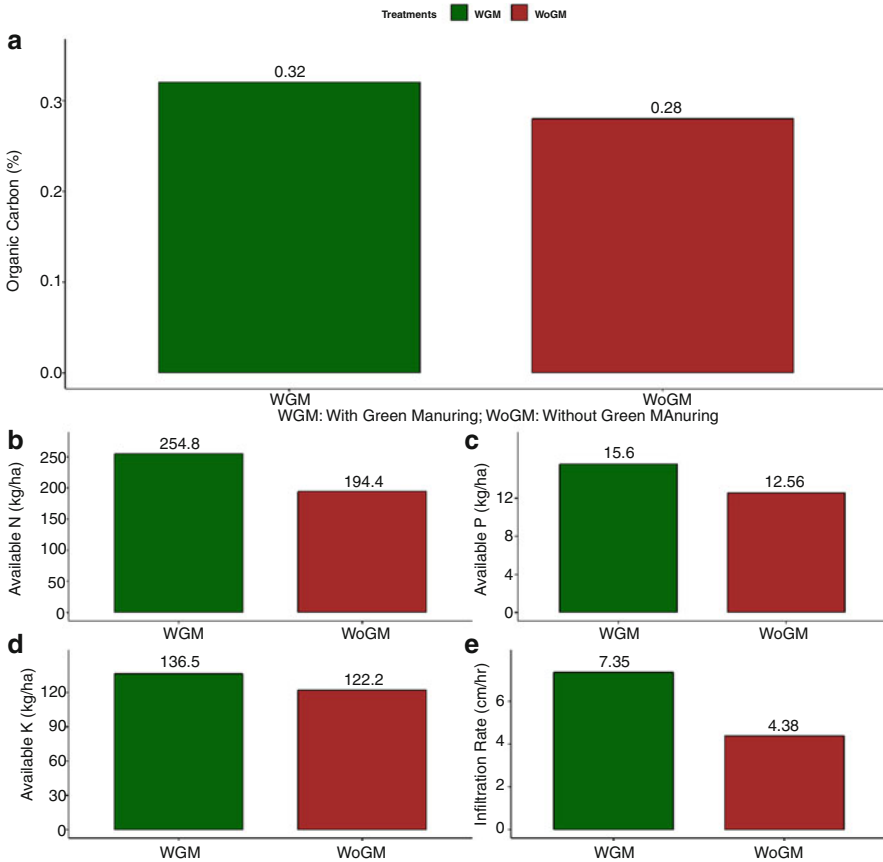 Treatments WGM WoGM
a
0.32
0.28
Organic Carbon (%)
0.3
0.2
0.1
0.0
WGM WoGM
WGM: With Green Manuring; WoGM: Without Green MAnuring
b
254.8
194.4
Available N (kg/ha)
250
200
150
100
50
0
WGM WoGM
c
15.6
12.56
Available P (kg/ha)
12
8
4
0
WGM WoGM
d
136.5
122.2
Available K (kg/ha)
120
90
60
30
0
WGM WoGM
e
7.35
4.38
Infiltration Rate (cm/hr)
6
4
2
0
WGM WoGM